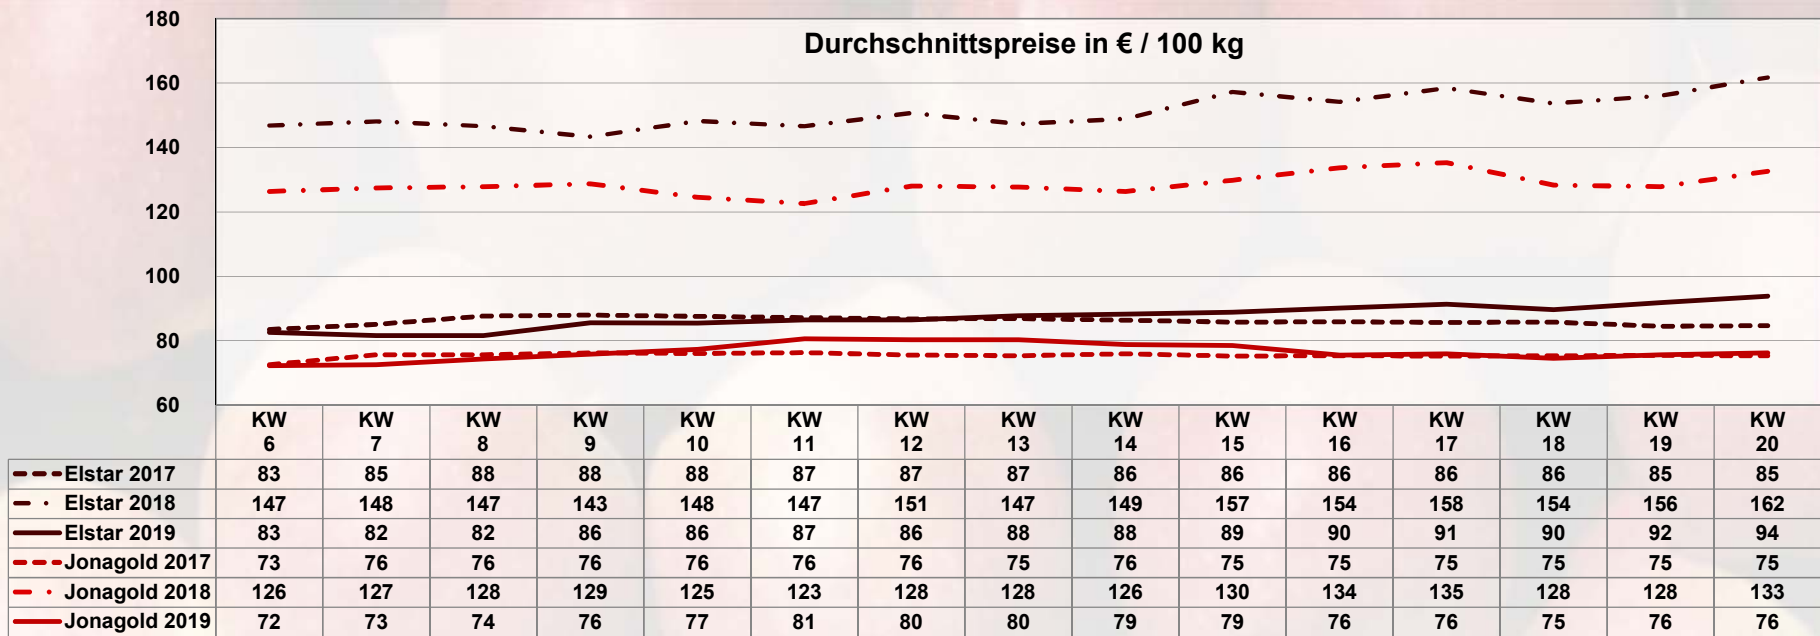 Durchschnittspreise in € / 100 kg
180
160
140
120
100
80
60
KW 6 KW 7 KW 8 KW 9 KW 10 KW 11 KW 12 KW 13 KW 14 KW 15 KW 16 KW 17 KW 18 KW 19 KW 20
Elstar 2017 83 85 88 88 88 87 87 87 86 86 86 86 86 85 85
Elstar 2018 147 148 147 143 148 147 151 147 149 157 154 158 154 156 162
Elstar 2019 83 82 82 86 86 87 86 88 88 89 90 91 90 92 94
Jonagold 2017 73 76 76 76 76 76 76 75 76 75 75 75 75 75 75
Jonagold 2018 126 127 128 129 125 123 128 128 126 130 134 135 128 128 133
Jonagold 2019 72 73 74 76 77 81 80 80 79 79 76 76 75 76 76